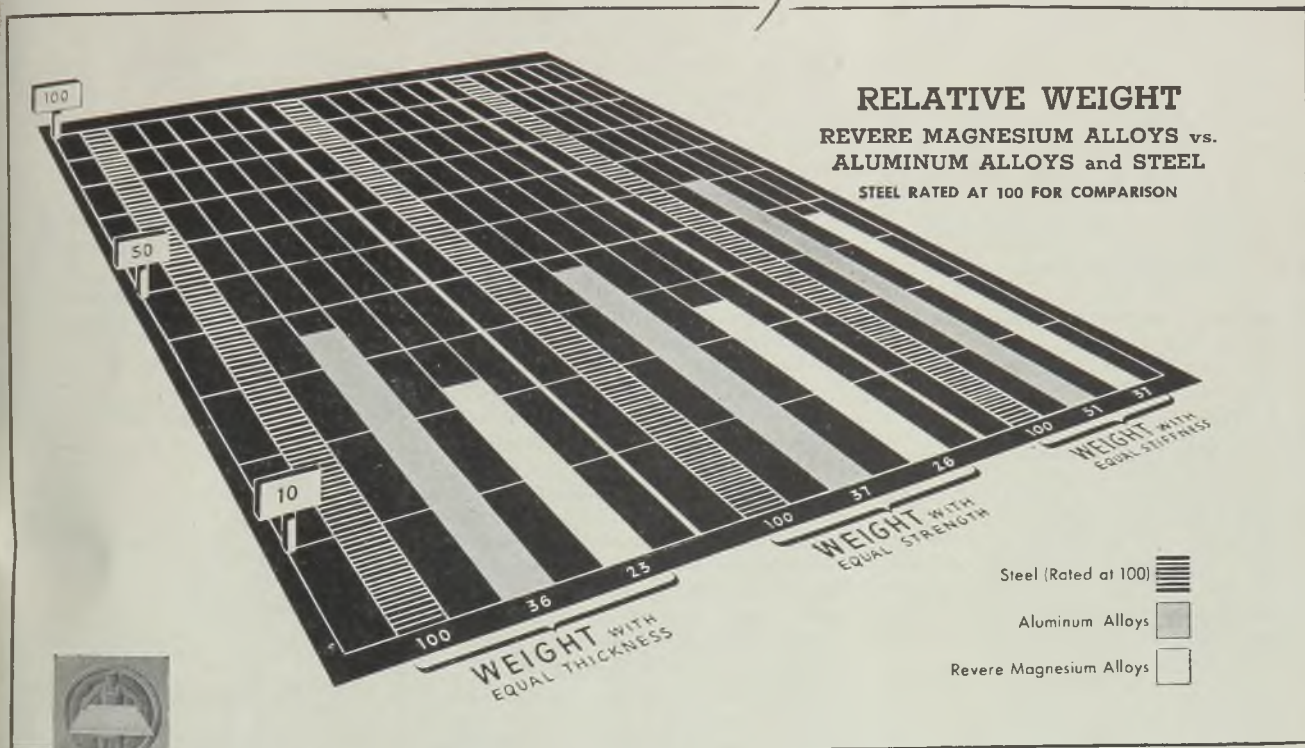 RELATIVE WEIGHT
REVERE MAGNESIUM ALLOYS vs.
ALUMINUM ALLOYS and STEEL
STEEL RATED AT 100 FOR COMPARISON
100
50
10
100 36 23
WEIGHT WITH
EQUAL THICKNESS
100 37 26
WEIGHT WITH
EQUAL STRENGTH
100 51 37
WEIGHT WITH
EQUAL STIFFNESS
Steel (Rated at 100)
Aluminum Alloys
Revere Magnesium Alloys